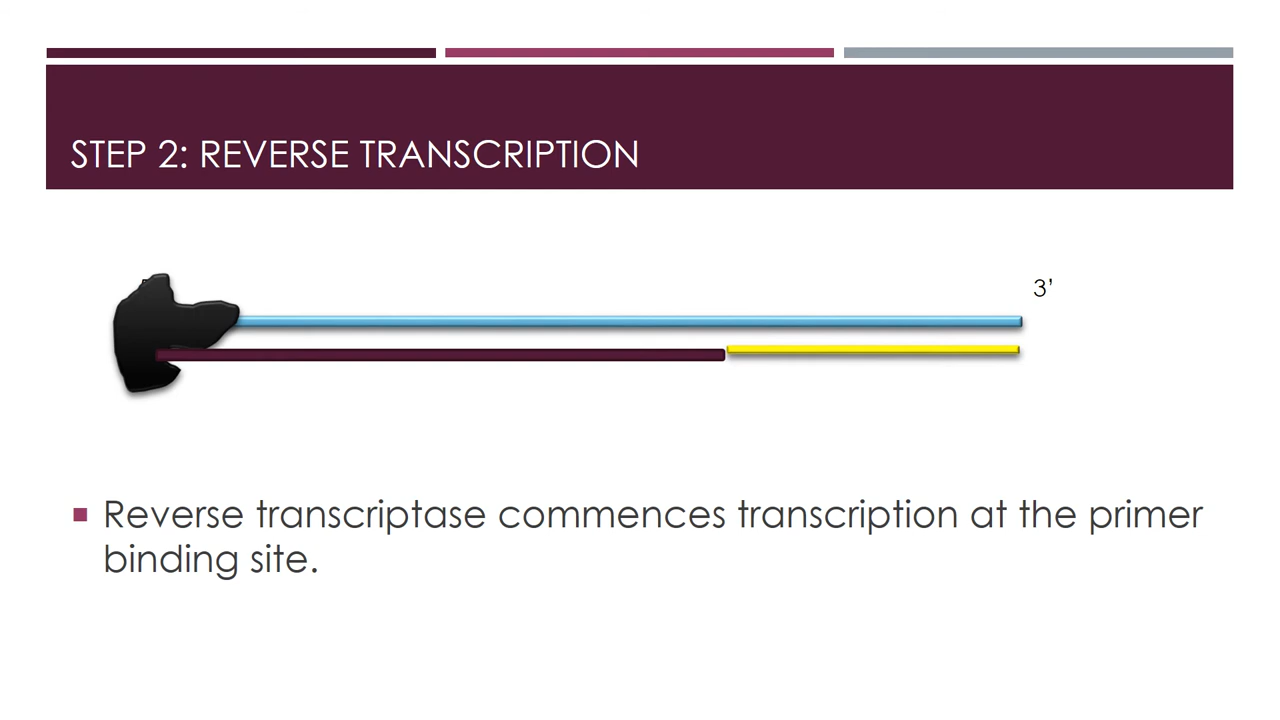 STEP 2: REVERSE TRANSCRIPTION
3’
Reverse transcriptase commences transcription at the primer
binding site.